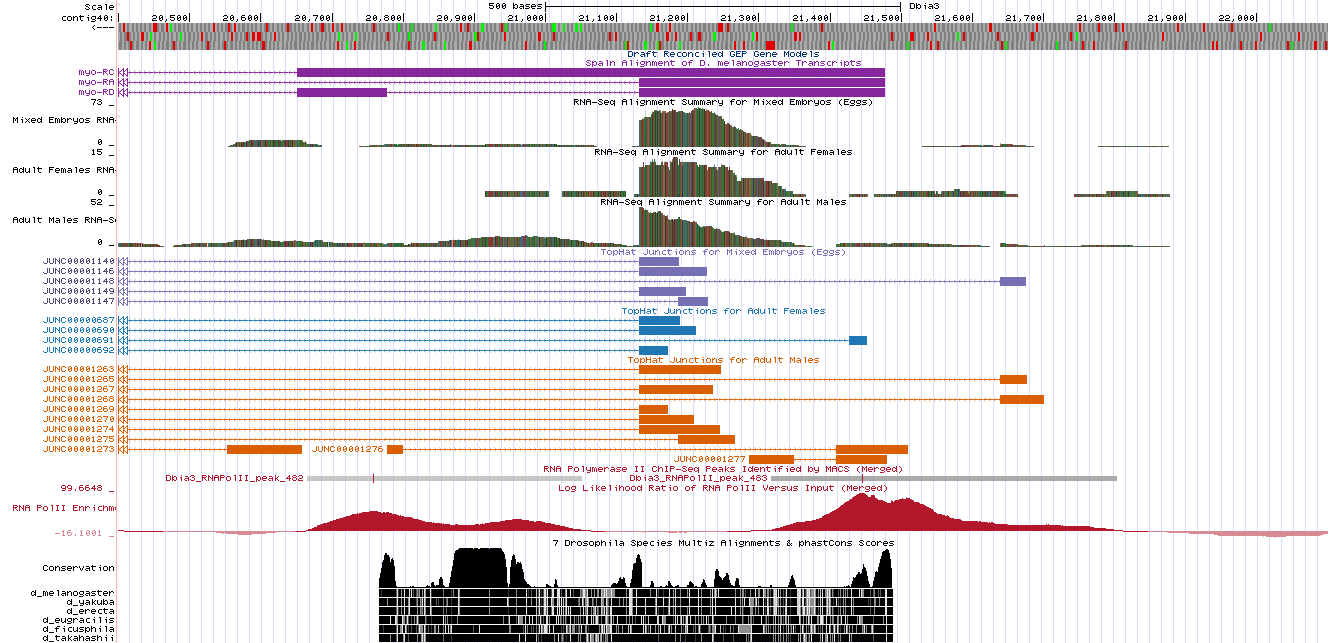 Scale 500 bases Dbia3
contig40: 20,500 20,600 20,700 20,800 20,900 21,000 21,100 21,200 21,300 21,400 21,500 21,600 21,700 21,800 21,900 22,000
<---
Draft Reconciled GEP Gene Models
Spaln Alignment of D. melanogaster Transcripts
myo-RC
myo-RA
myo-RD
73 _
RNA-Seq Alignment Summary for Mixed Embryos (Eggs)
Mixed Embryos RNA-
0 _
15 _
RNA-Seq Alignment Summary for Adult Females
Adult Females RNA-
0 _
52 _
RNA-Seq Alignment Summary for Adult Males
Adult Males RNA-S
0 _
TopHat Junctions for Mixed Embryos (Eggs)
JUNC00001140
JUNC00001146
JUNC00001148
JUNC00001149
JUNC00001147
TopHat Junctions for Adult Females
JUNC00000687
JUNC00000690
JUNC00000691
JUNC00000692
TopHat Junctions for Adult Males
JUNC00001263
JUNC00001265
JUNC00001267
JUNC00001268
JUNC00001269
JUNC00001270
JUNC00001274
JUNC00001275
JUNC00001273 JUNC00001276
JUNC00001277
RNA Polymerase II ChIP-Seq Peaks Identified by MACS (Merged)
Dbia3_RNAPolII_peak_482 Dbia3_RNAPolII_peak_483
Log Likelihood Ratio of RNA PolII Versus Input (Merged)
99.6648 _
RNA PolII Enrichm
-16.1001 _
7 Drosophila Species Multiz Alignments & phastCons Scores
Conservation
d_melanogaster
d_yakuba
d_erecta
d_eugracilis
d_ficusphila
d_takahashii